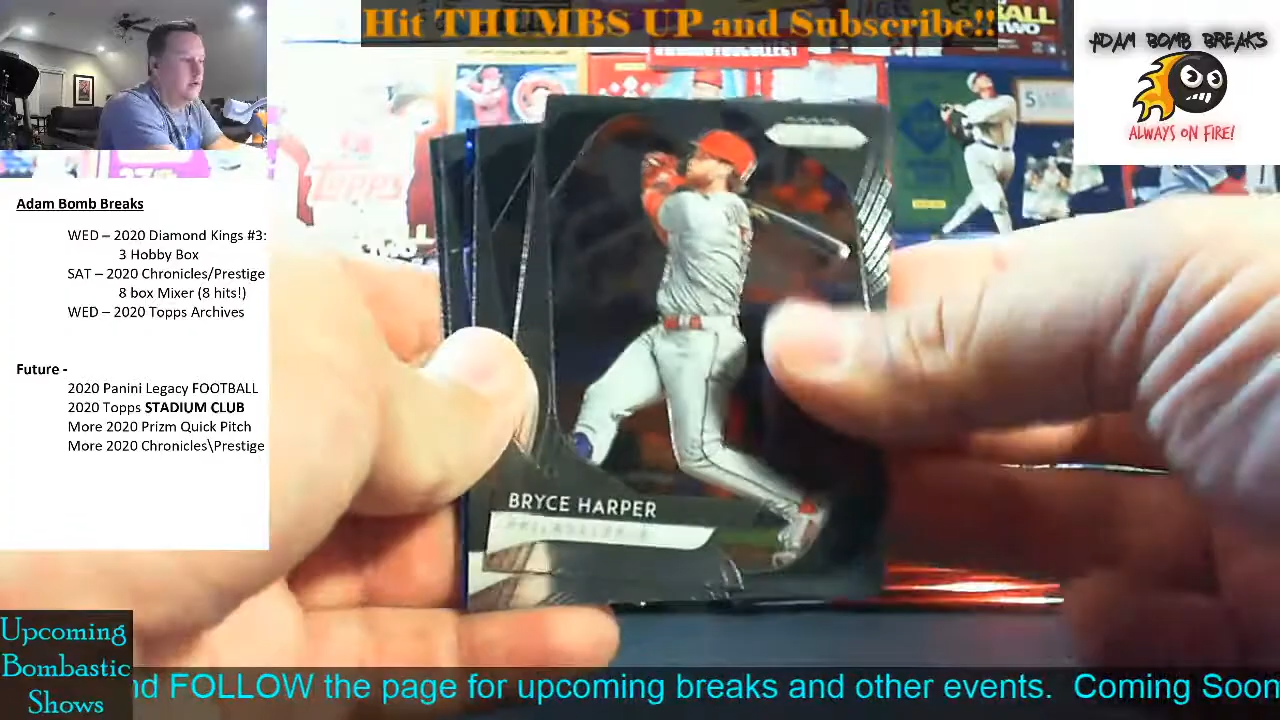 Hit THUMBS UP and Subscribe!!
ADAM BOMB BREAKS
ALWAYS ON FIRE!
Adam Bomb Breaks
WED – 2020 Diamond Kings #3:
3 Hobby Box
SAT – 2020 Chronicles/Prestige
8 box Mixer (8 hits!)
WED – 2020 Topps Archives
Future -
2020 Panini Legacy FOOTBALL
2020 Topps STADIUM CLUB
More 2020 Prizm Quick Pitch
More 2020 Chronicles\Prestige
Topps
5
BRYCE HARPER
PHILADELPHIA
Upcoming
Bombastic
Shows
nd FOLLOW the page for upcoming breaks and other events. Coming Soon